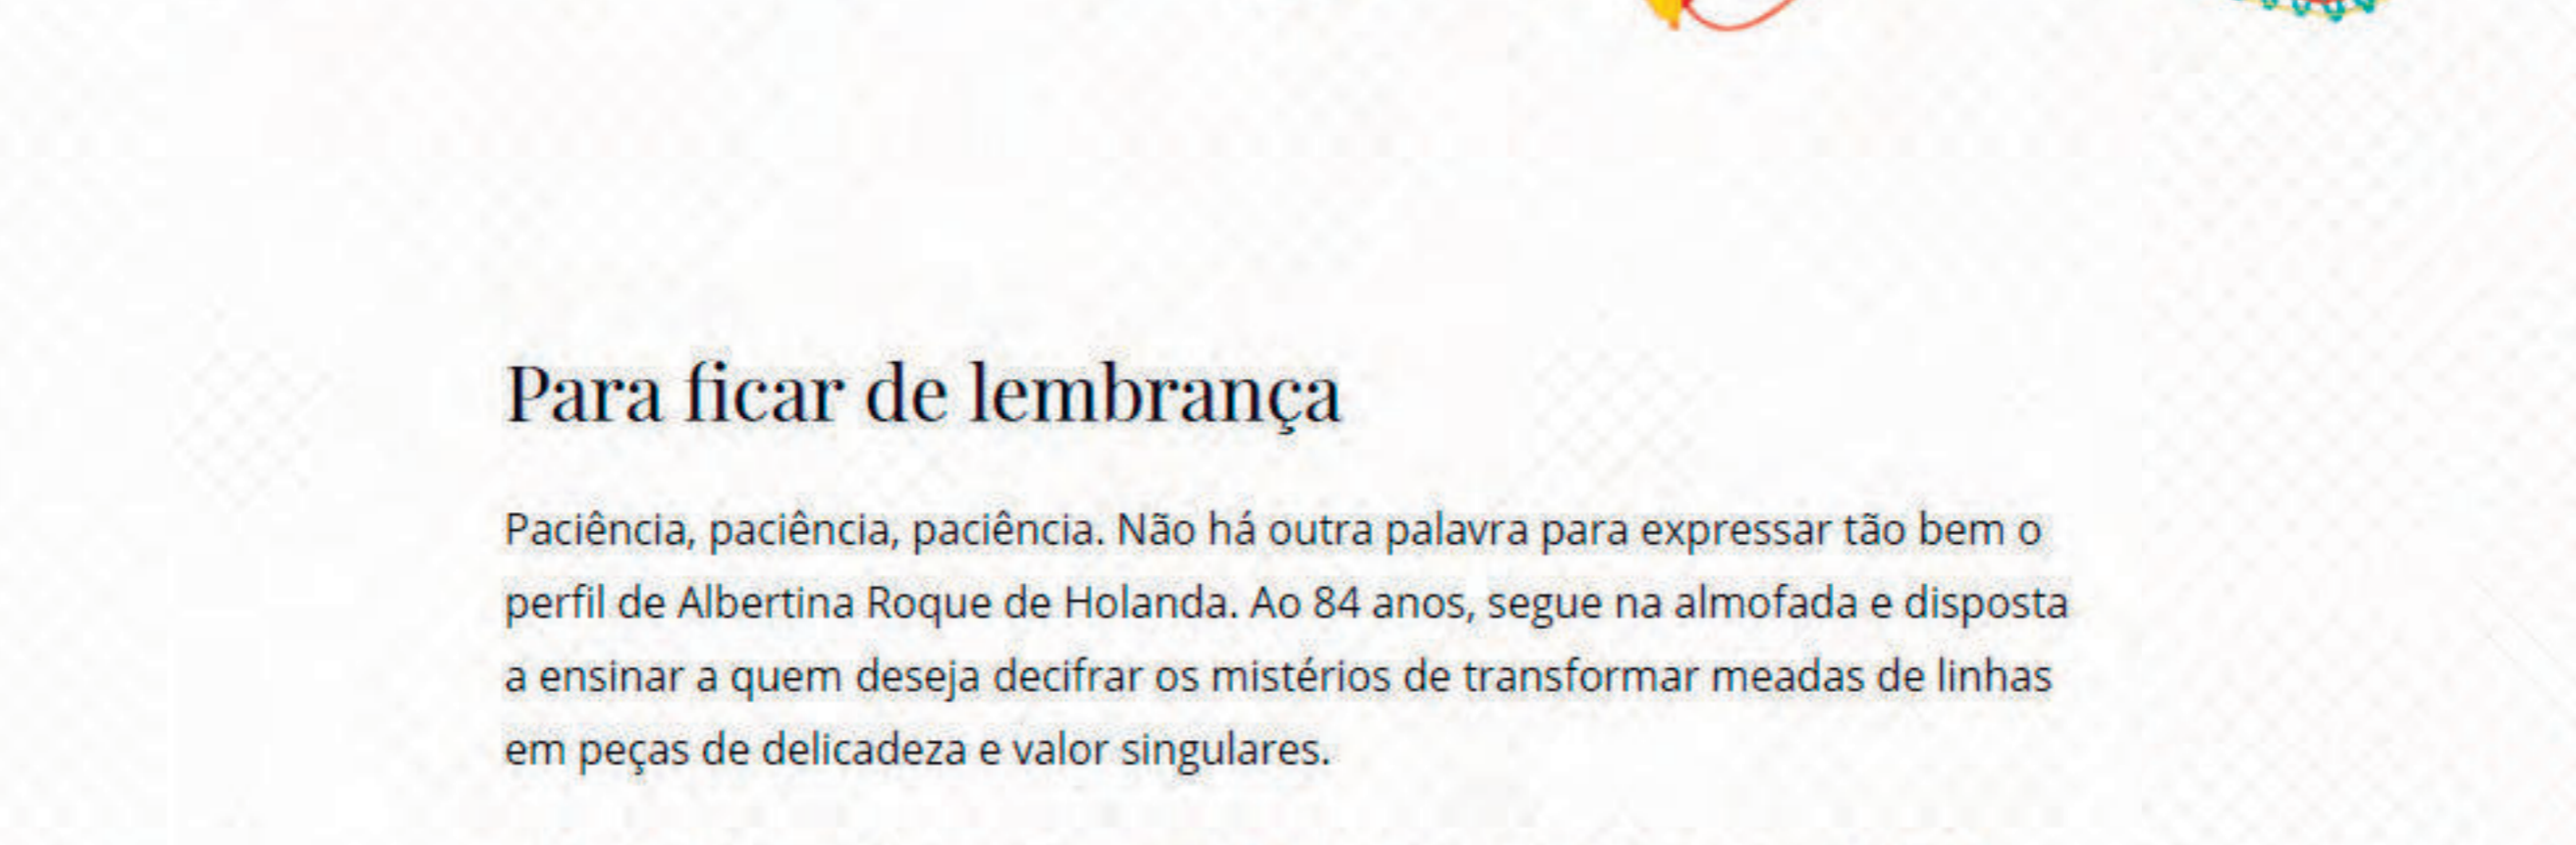 Para ficar de lembrança
Paciência, paciência, paciência. Não há outra palavra para expressar tão bem o
perfil de Albertina Roque de Holanda. Ao 84 anos, segue na almofada e disposta
a ensinar a quem deseja decifrar os mistérios de transformar meadas de linhas
em peças de delicadeza e valor singulares.